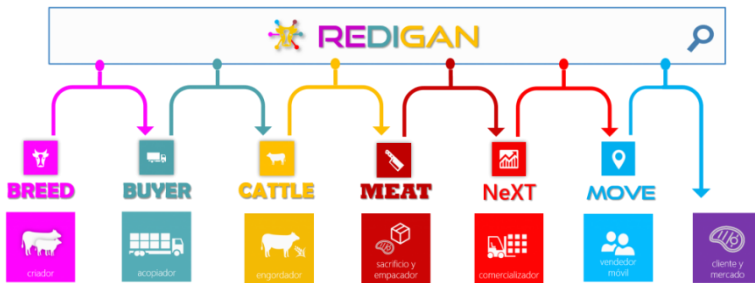 REDIGAN
BREED BUYER CATTLE MEAT NeXT MOVE
criador
acopiador
engordador
sacrificio y
empacador
comercializador
vendedor
móvil
cliente y
mercado